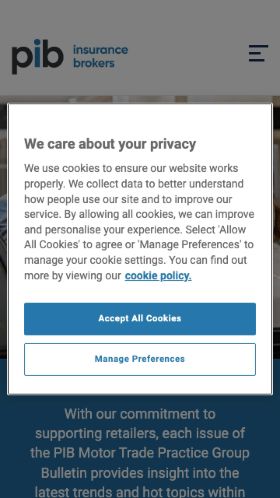 pib insurance
brokers
We care about your privacy
We use cookies to ensure our website works
properly. We collect data to better understand
how people use our site and to improve our
service. By allowing all cookies, we can improve
and personalise your experience. Select 'Allow
All Cookies' to agree or 'Manage Preferences' to
manage your cookie settings. You can find out
more by viewing our cookie policy.
Accept All Cookies
Manage Preferences
With our commitment to
supporting retailers, each issue of
the PIB Motor Trade Practice Group
Bulletin provides insight into the
latest trends and hot topics within